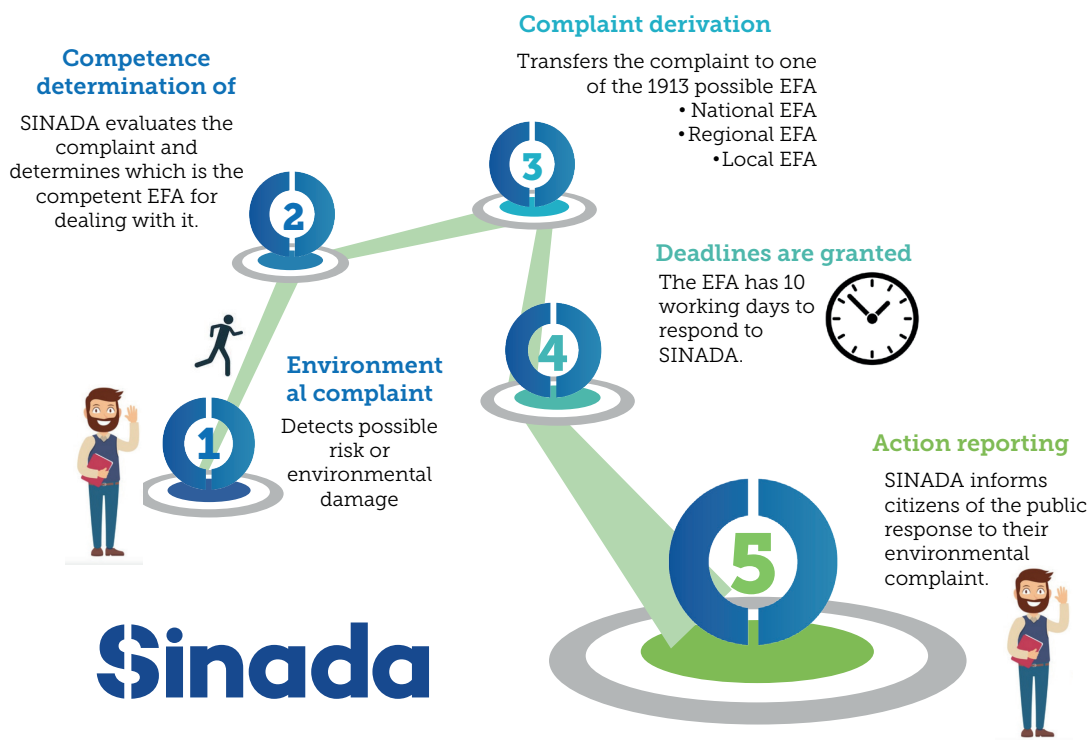 1
Environment
al complaint
Detects possible
risk or
environmental
damage
2
Competence
determination of
SINADA evaluates the
complaint and
determines which is the
competent EFA for
dealing with it.
3
Complaint derivation
Transfers the complaint to one
of the 1913 possible EFA
• National EFA
• Regional EFA
• Local EFA
4
Deadlines are granted
The EFA has 10
working days to
respond to
SINADA.
5
Action reporting
SINADA informs
citizens of the public
response to their
environmental
complaint.
Sinada